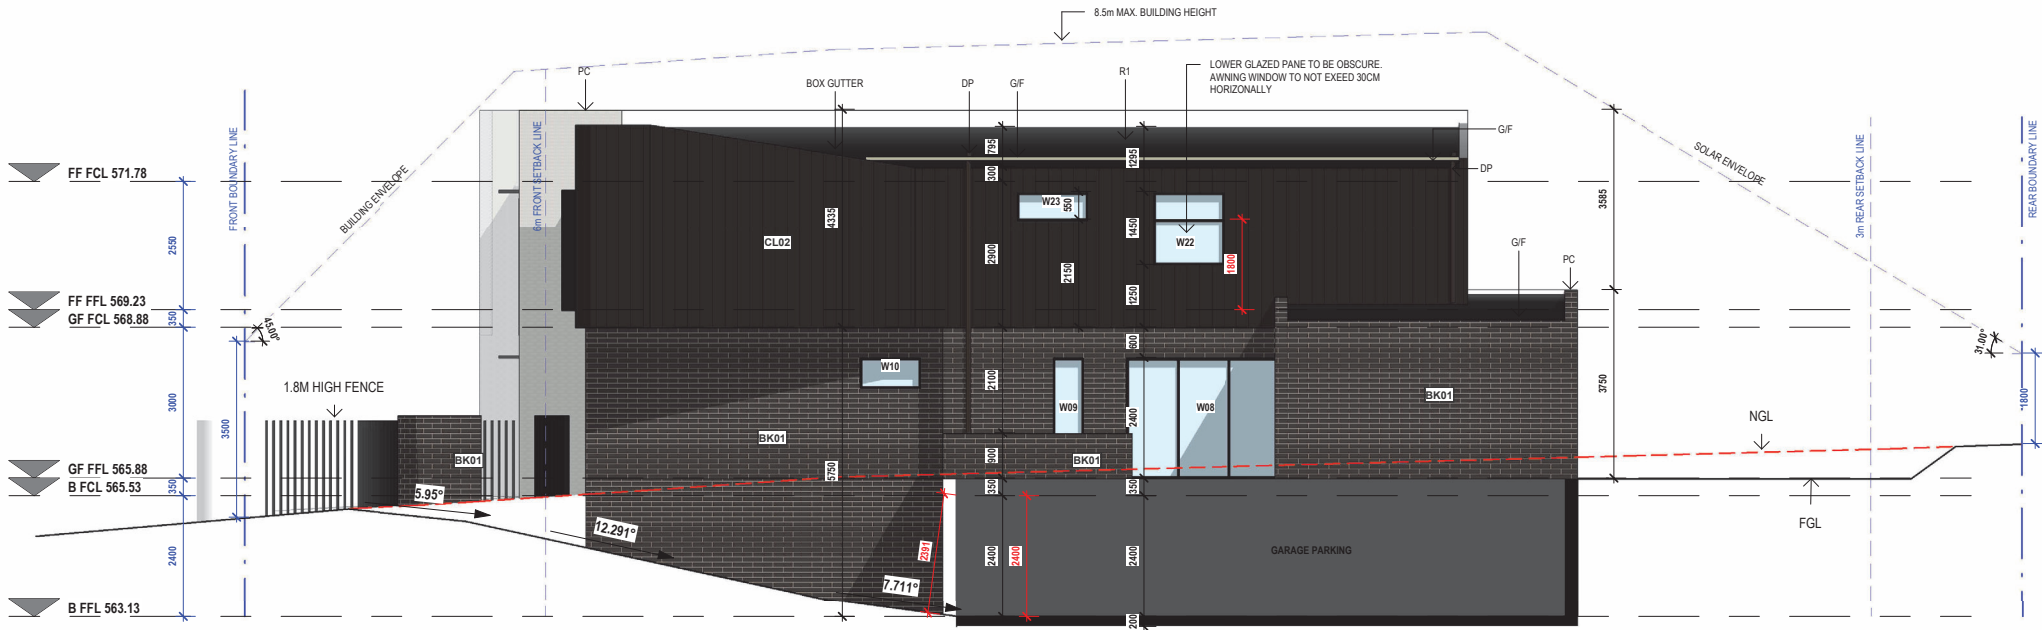 8.5m MAX. BUILDING HEIGHT
PC
BOX GUTTER
DP
G/F
R1
LOWER GLAZED PANE TO BE OBSCURE.
AWNING WINDOW TO NOT EXEED 30CM
HORIZONALLY
G/F
DP
FRONT BOUNDARY LINE
BUILDING ENVELOPE
6m FRONT SETBACK LINE
SOLAR ENVELOPE
3m REAR SETBACK LINE
REAR BOUNDARY LINE
FF FCL 571.78
FF FFL 569.23
GF FCL 568.88
GF FFL 565.88
B FCL 565.53
B FFL 563.13
2550
350
3000
350
2400
3500
45.00°
1.8M HIGH FENCE
BK01
5.95°
12.291°
7.711°
CL02
4335
5750
795
300
2900
2100
900
350
2400
W23
550
2150
1295
1450
1250
600
2400
350
2400
200
W22
1800
W10
W09
W08
BK01
BK01
BK01
2391
2400
GARAGE PARKING
G/F
PC
3585
3750
31.00°
1800
NGL
FGL